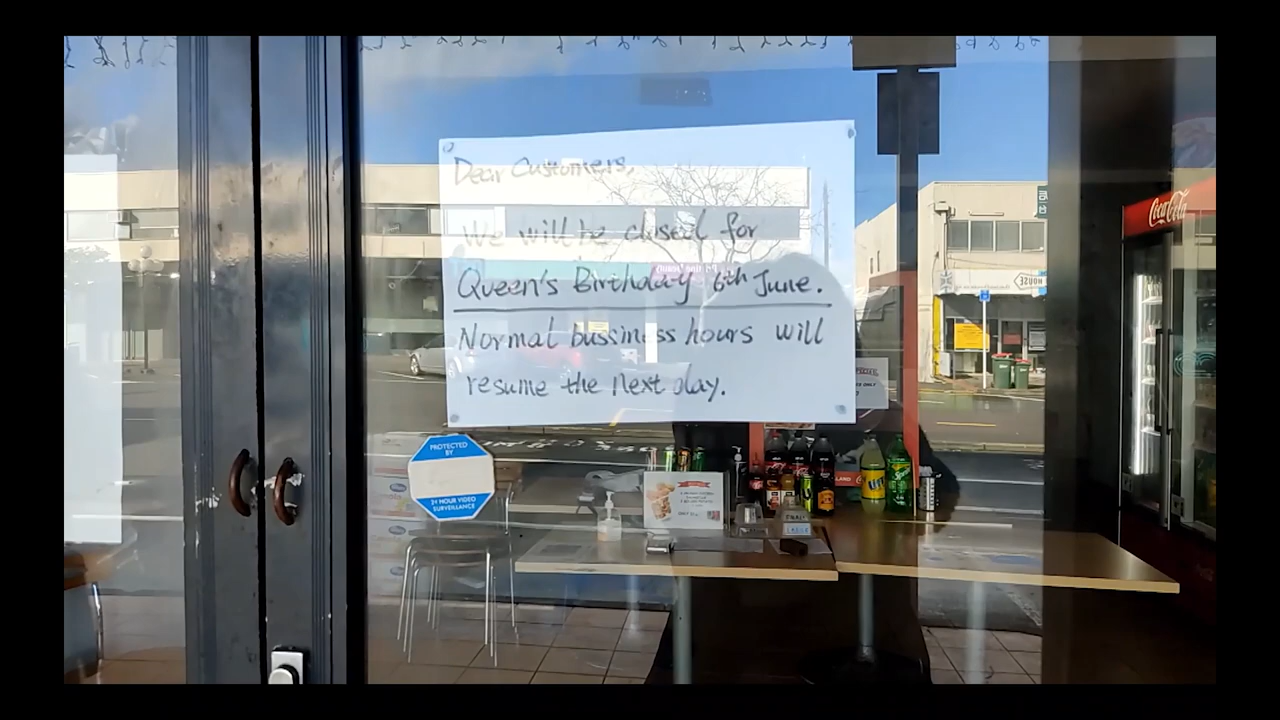 Dear Customers,
We will be closed for
Queen's Birthday 6th June.
Normal bussiness hours will
resume the next day.
PROTECTED
BY
24 HOUR VIDEO
SURVEILLANCE
Coca-Cola